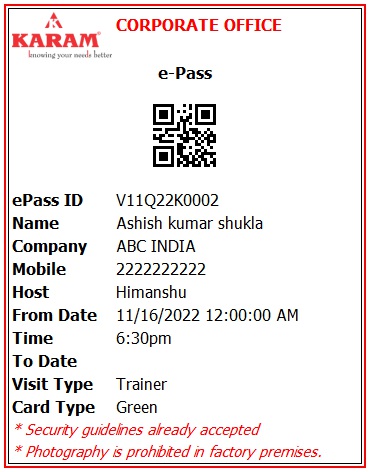 CORPORATE OFFICE
KARAM®
knowing your needs better
e-Pass
ePass ID V11Q22K0002
Name Ashish kumar shukla
Company ABC INDIA
Mobile 2222222222
Host Himanshu
From Date 11/16/2022 12:00:00 AM
Time 6:30pm
To Date
Visit Type Trainer
Card Type Green
* Security guidelines already accepted
* Photography is prohibited in factory premises.